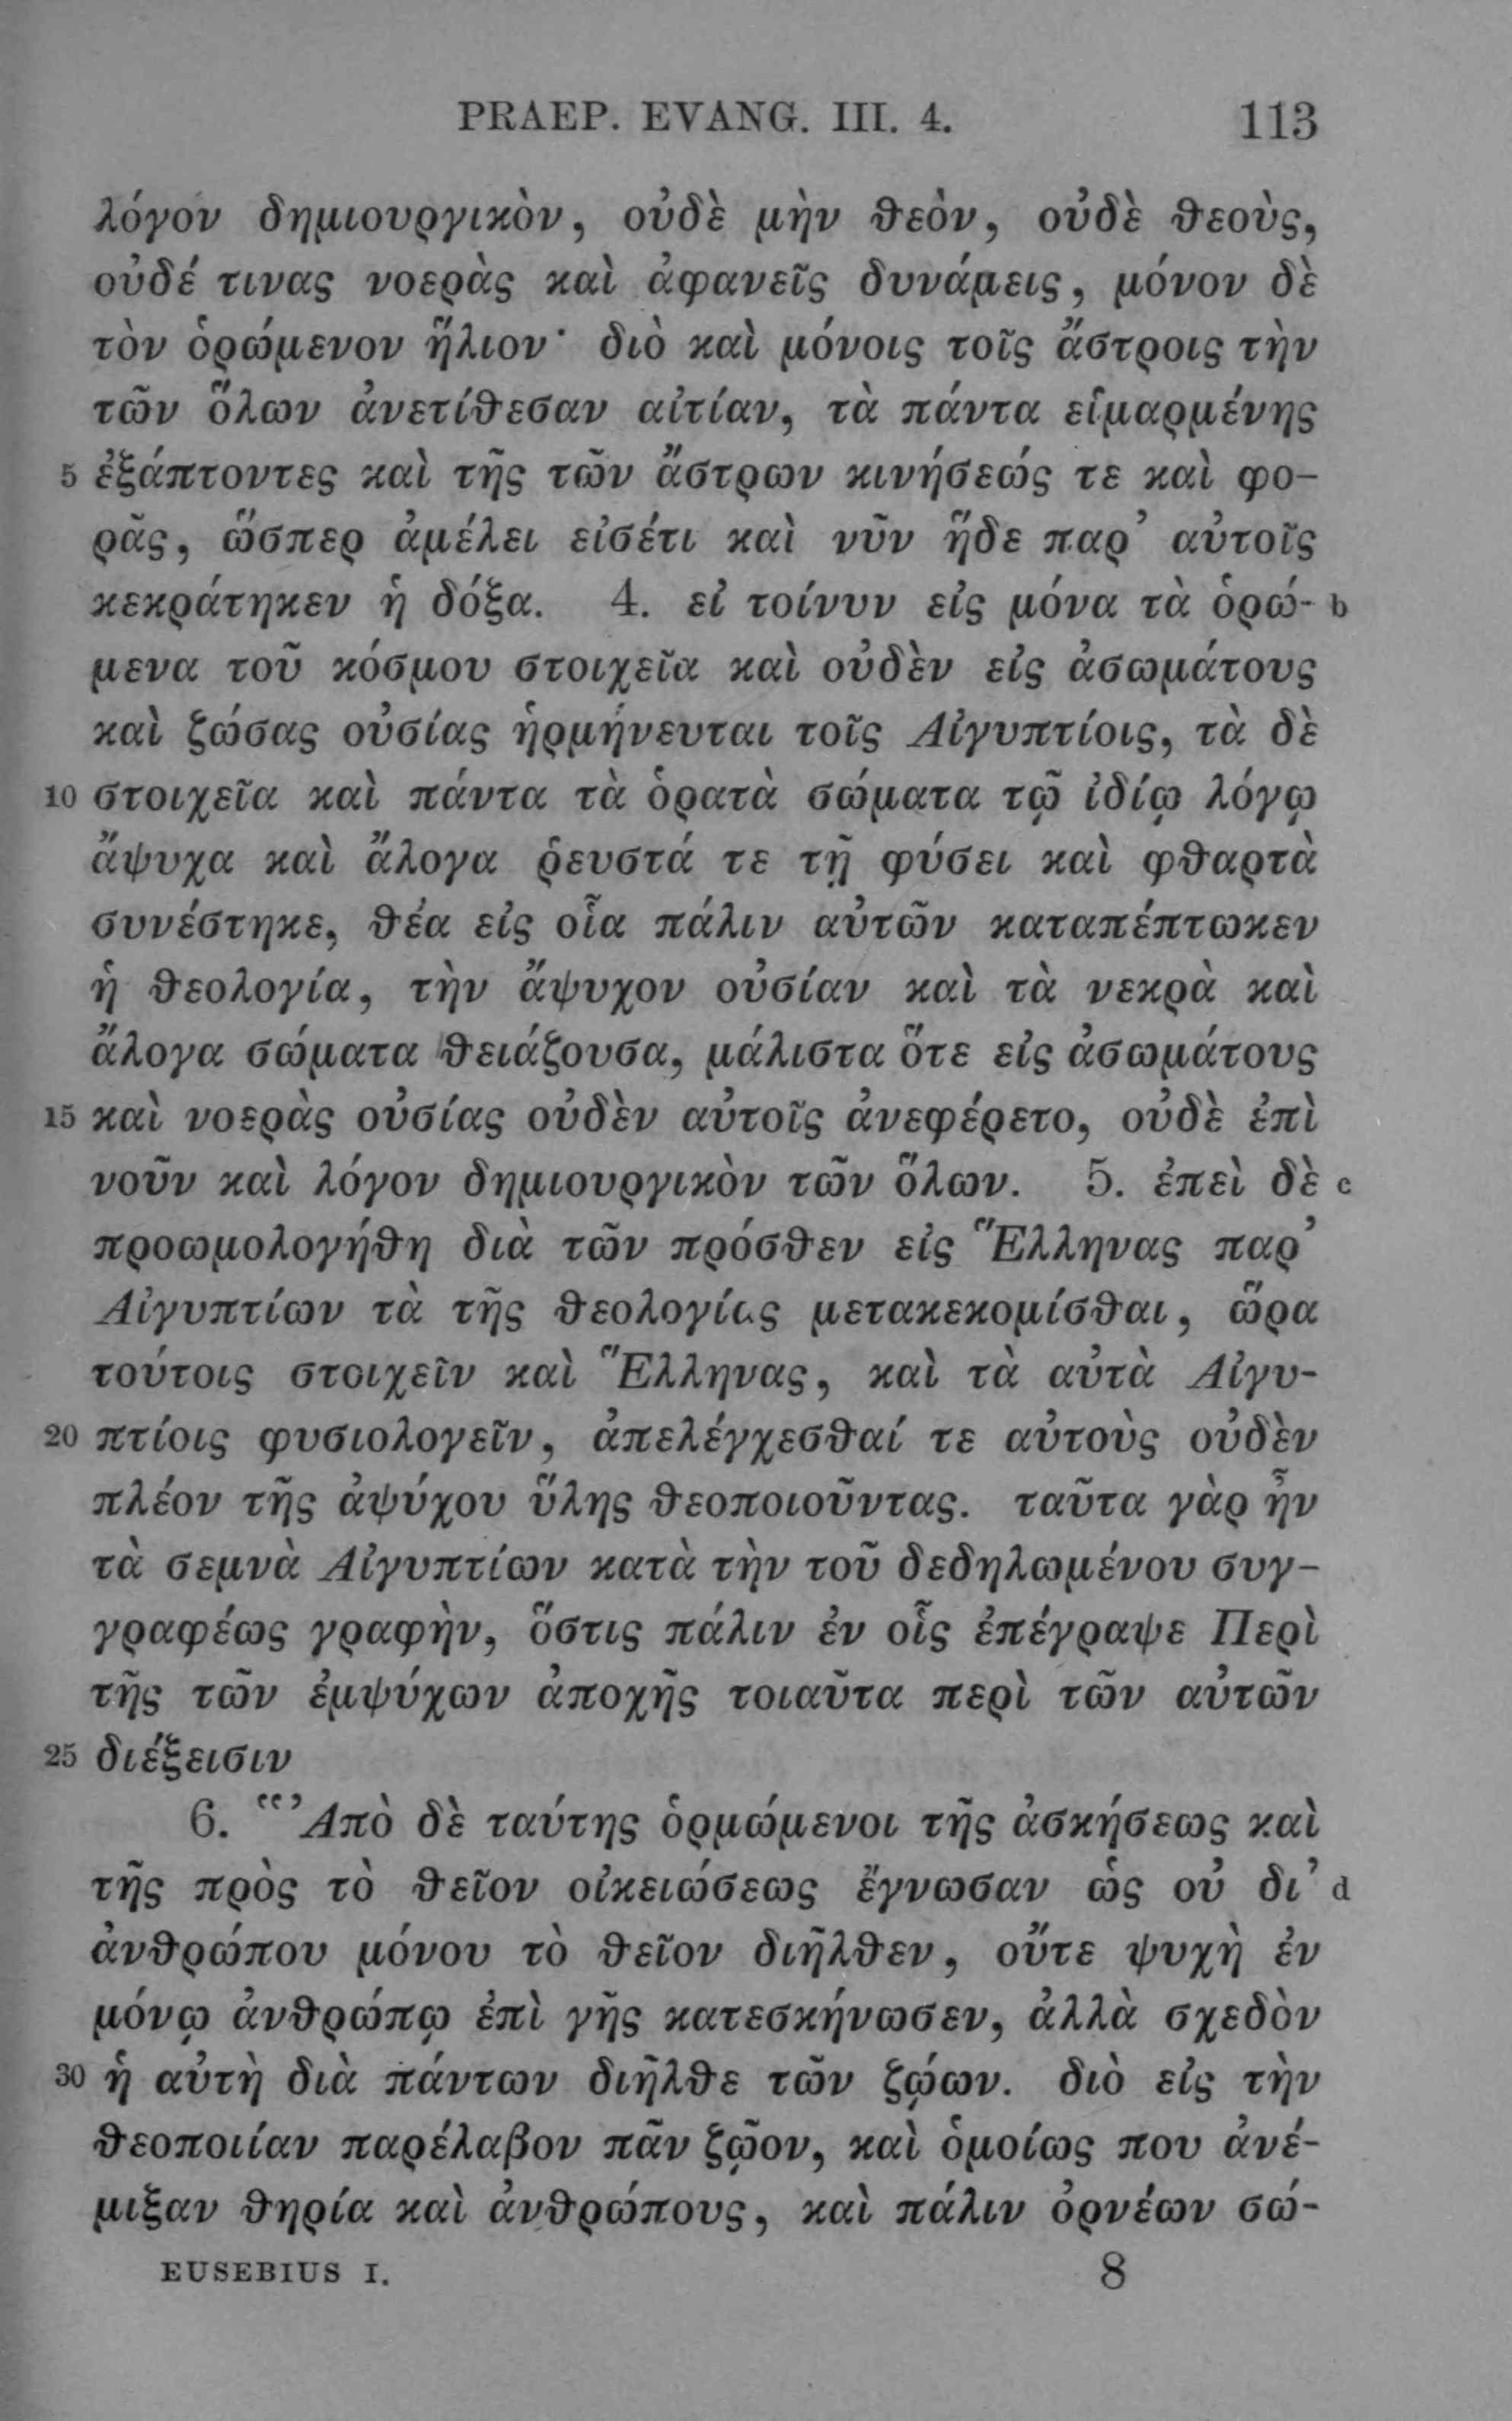 PRAEP. EVANG. III. 4. 113
λόγον δημιουργικὸν, οὐδὲ μὴν θεὸν, οὐδὲ θεοὺς,
οὐδέ τινας νοερὰς καὶ ἀφανεῖς δυνάμεις, μόνον δὲ
τὸν ὁρώμενον ἥλιον· διὸ καὶ μόνοις τοῖς ἄστροις τὴν
τῶν ὅλων ἀνετίθεσαν αἰτίαν, τὰ πάντα εἱμαρμένης
5 ἐξάπτοντες καὶ τῆς τῶν ἄστρων κινήσεώς τε καὶ φο-
ρᾶς, ὥσπερ ἀμέλει εἰσέτι καὶ νῦν ἥδε παρ’ αὐτοῖς
κεκράτηκεν ἡ δόξα. 4. εἰ τοίνυν εἰς μόνα τὰ ὁρώ- b
μενα τοῦ κόσμου στοιχεῖα καὶ οὐδὲν εἰς ἀσωμάτους
καὶ ζώσας οὐσίας ἡρμήνευται τοῖς Αἰγυπτίοις, τὰ δὲ
10 στοιχεῖα καὶ πάντα τὰ ὁρατὰ σώματα τῷ ἰδίῳ λόγῳ
ἄψυχα καὶ ἄλογα ῥευστά τε τῇ φύσει καὶ φθαρτὰ
συνέστηκε, θέα εἰς οἷα πάλιν αὐτῶν καταπέπτωκεν
ἡ θεολογία, τὴν ἄψυχον οὐσίαν καὶ τὰ νεκρὰ καὶ
ἄλογα σώματα θειάζουσα, μάλιστα ὅτε εἰς ἀσωμάτους
15 καὶ νοερὰς οὐσίας οὐδὲν αὐτοῖς ἀνεφέρετο, οὐδὲ ἐπὶ
νοῦν καὶ λόγον δημιουργικὸν τῶν ὅλων. 5. ἐπεὶ δὲ c
προωμολογήθη διὰ τῶν πρόσθεν εἰς Ἕλληνας παρ’
Αἰγυπτίων τὰ τῆς θεολογίας μετακεκομίσθαι, ὥρα
τούτοις στοιχεῖν καὶ Ἕλληνας, καὶ τὰ αὐτὰ Αἰγυ-
20 πτίοις φυσιολογεῖν, ἀπελέγχεσθαί τε αὐτοὺς οὐδὲν
πλέον τῆς ἀψύχου ὕλης θεοποιοῦντας. ταῦτα γὰρ ἦν
τὰ σεμνὰ Αἰγυπτίων κατὰ τὴν τοῦ δεδηλωμένου συγ-
γραφέως γραφὴν, ὅστις πάλιν ἐν οἷς ἐπέγραψε Περὶ
τῆς τῶν ἐμψύχων ἀποχῆς τοιαῦτα περὶ τῶν αὐτῶν
25 διέξεισιν
6. “Ἀπὸ δὲ ταύτης ὁρμώμενοι τῆς ἀσκήσεως καὶ
τῆς πρὸς τὸ θεῖον οἰκειώσεως ἔγνωσαν ὡς οὐ δι’ d
ἀνθρώπου μόνου τὸ θεῖον διῆλθεν, οὔτε ψυχὴ ἐν
μόνῳ ἀνθρώπῳ ἐπὶ γῆς κατεσκήνωσεν, ἀλλὰ σχεδὸν
30 ἡ αὐτὴ διὰ πάντων διῆλθε τῶν ζῴων. διὸ εἰς τὴν
θεοποιίαν παρέλαβον πᾶν ζῷον, καὶ ὁμοίως που ἀνέ-
μιξαν θηρία καὶ ἀνθρώπους, καὶ πάλιν ὀρνέων σώ-
EUSEBIUS I. 8